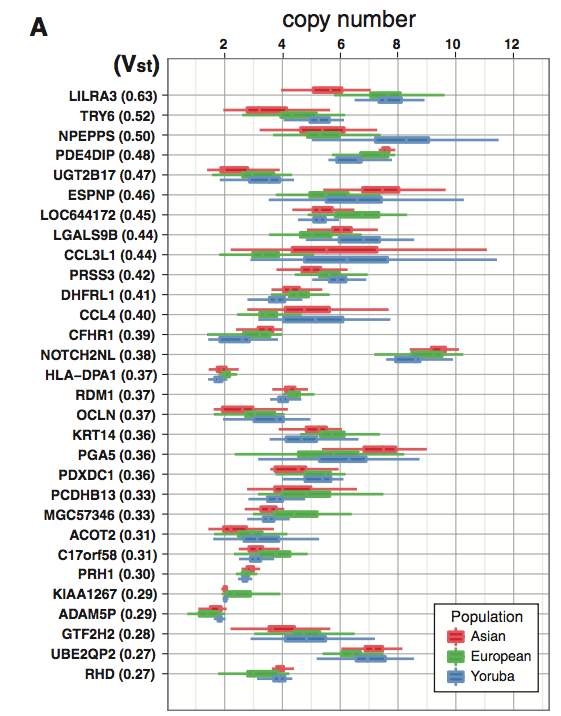 A
copy number
2 4 6 8 10 12
(Vst)
LILRA3 (0.63)
TRY6 (0.52)
NPEPPS (0.50)
PDE4DIP (0.48)
UGT2B17 (0.47)
ESPNP (0.46)
LOC644172 (0.45)
LGALS9B (0.44)
CCL3L1 (0.44)
PRSS3 (0.42)
DHFRL1 (0.41)
CCL4 (0.40)
CFHR1 (0.39)
NOTCH2NL (0.38)
HLA−DPA1 (0.37)
RDM1 (0.37)
OCLN (0.37)
KRT14 (0.36)
PGA5 (0.36)
PDXDC1 (0.36)
PCDHB13 (0.33)
MGC57346 (0.33)
ACOT2 (0.31)
C17orf58 (0.31)
PRH1 (0.30)
KIAA1267 (0.29)
ADAM5P (0.29)
GTF2H2 (0.28)
UBE2QP2 (0.27)
RHD (0.27)
Population
Asian
European
Yoruba